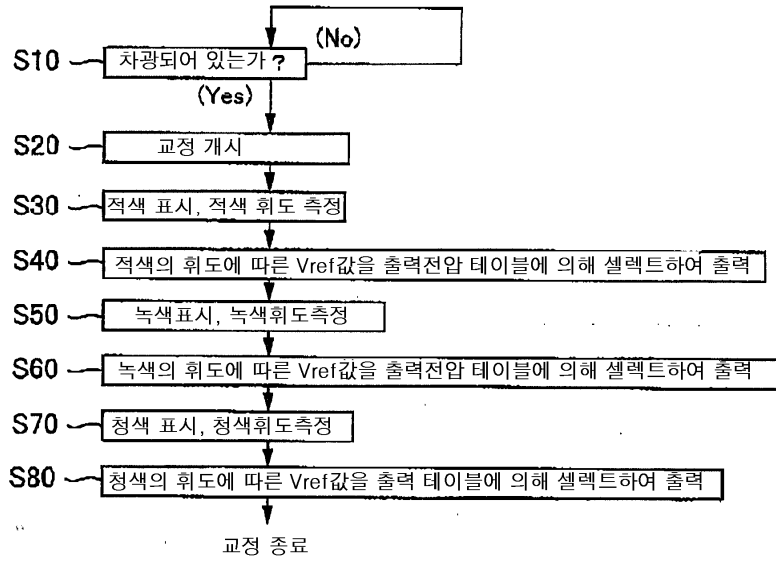 (No)
S10 차광되어 있는가 ?
(Yes)
S20 교정 개시
S30 적색 표시, 적색 휘도 측정
S40 적색의 휘도에 따른 Vref값을 출력전압 테이블에 의해 셀렉트하여 출력
S50 녹색표시, 녹색휘도측정
S60 녹색의 휘도에 따른 Vref값을 출력전압 테이블에 의해 셀렉트하여 출력
S70 청색 표시, 청색휘도측정
S80 청색의 휘도에 따른 Vref값을 출력 테이블에 의해 셀렉트하여 출력
교정 종료